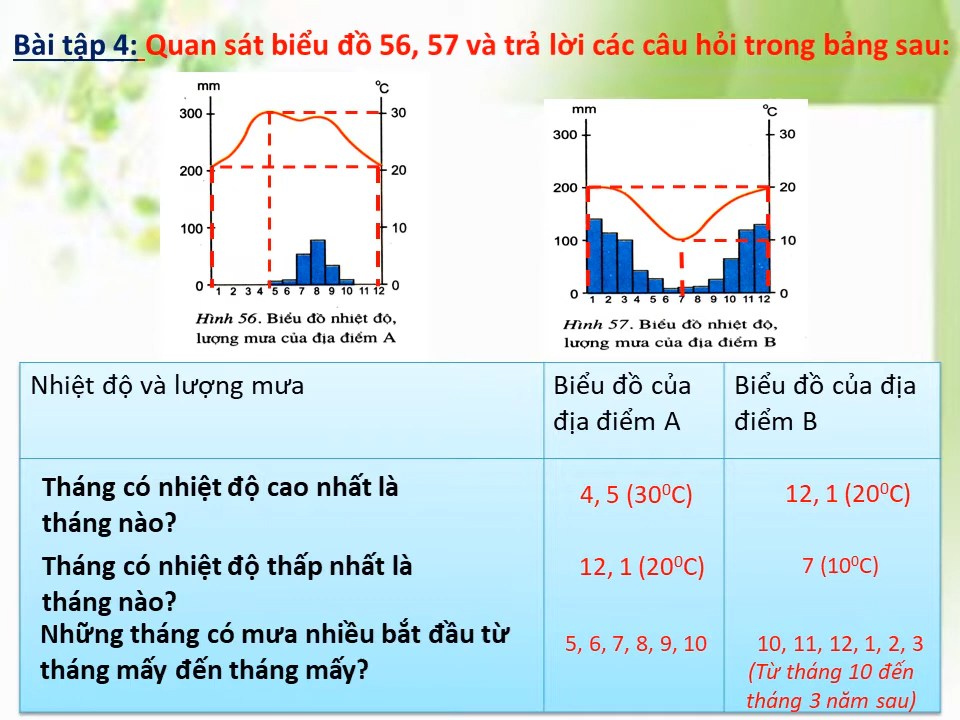 Bài tập 4: Quan sát biểu đồ 56, 57 và trả lời các câu hỏi trong bảng sau:
mm
°C
300
30
200
20
100
10
0
0
1 2 3 4 5 6 7 8 9 10 11 12
Hình 56. Biểu đồ nhiệt độ,
lượng mưa của địa điểm A
mm
°C
300
30
200
20
100
10
0
0
1 2 3 4 5 6 7 8 9 10 11 12
Hình 57. Biểu đồ nhiệt độ,
lượng mưa của địa điểm B
Nhiệt độ và lượng mưa
Biểu đồ của
địa điểm A
Biểu đồ của địa
điểm B
Tháng có nhiệt độ cao nhất là
tháng nào?
4, 5 (30⁰C)
12, 1 (20⁰C)
Tháng có nhiệt độ thấp nhất là
tháng nào?
12, 1 (20⁰C)
7 (10⁰C)
Những tháng có mưa nhiều bắt đầu từ
tháng mấy đến tháng mấy?
5, 6, 7, 8, 9, 10
10, 11, 12, 1, 2, 3
(Từ tháng 10 đến
tháng 3 năm sau)